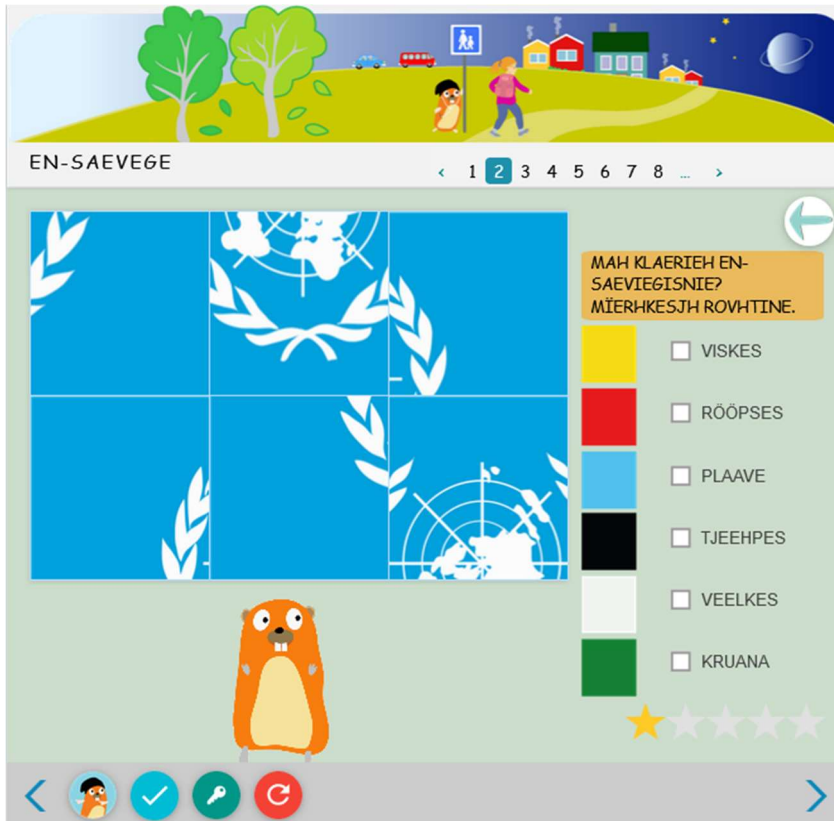 EN-SAEVEGE
‹ 1 2 3 4 5 6 7 8 ... ›
MAH KLAERIEH EN-
SAEVIEGISNIE?
MÏERHKESJH ROVHTINE.
VISKES
RÖÖPSES
PLAAVE
TJEEHPES
VEELKES
KRUANA